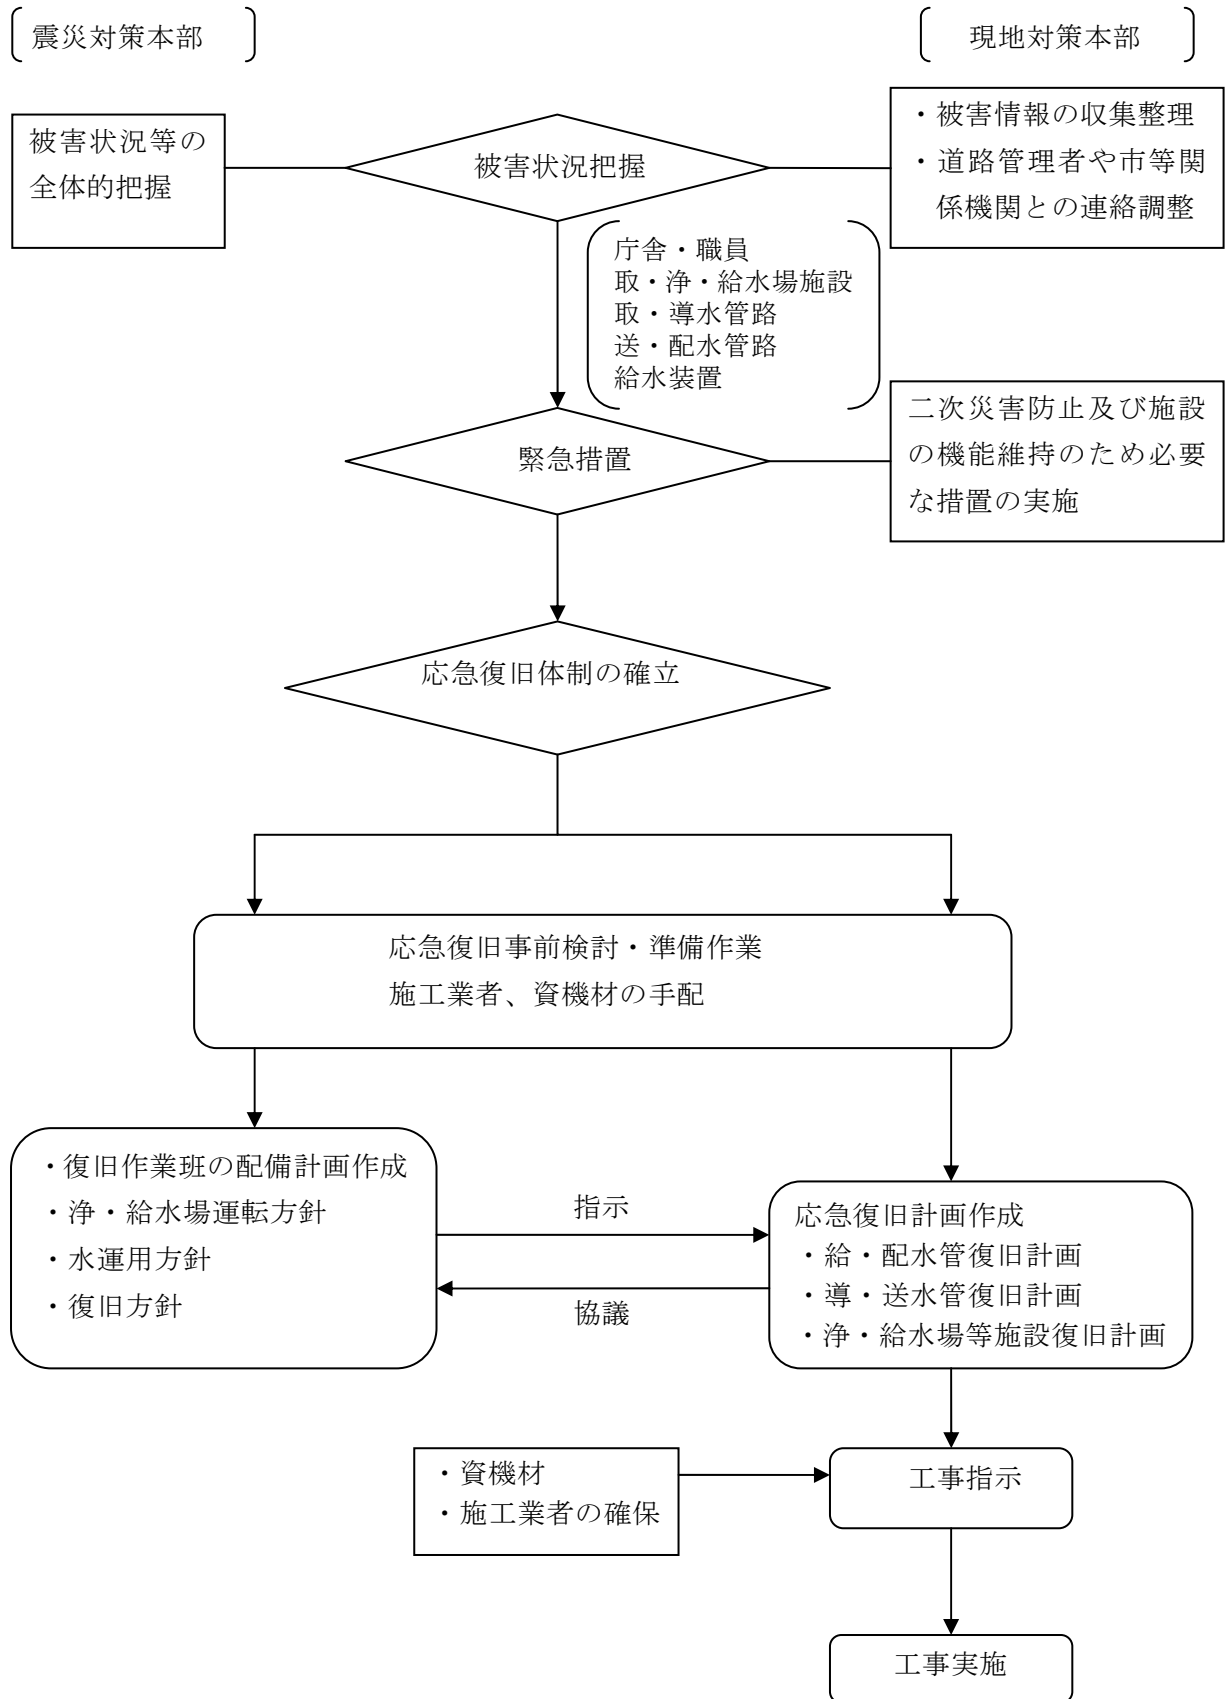 震災対策本部
現地対策本部
被害状況等の
全体的把握
被害状況把握
・被害情報の収集整理
・道路管理者や市等関
係機関との連絡調整
庁舎・職員
取・浄・給水場施設
取・導水管路
送・配水管路
給水装置
緊急措置
二次災害防止及び施設
の機能維持のため必要
な措置の実施
応急復旧体制の確立
応急復旧事前検討・準備作業
施工業者、資機材の手配
・復旧作業班の配備計画作成
・浄・給水場運転方針
・水運用方針
・復旧方針
指示
協議
応急復旧計画作成
・給・配水管復旧計画
・導・送水管復旧計画
・浄・給水場等施設復旧計画
・資機材
・施工業者の確保
工事指示
工事実施